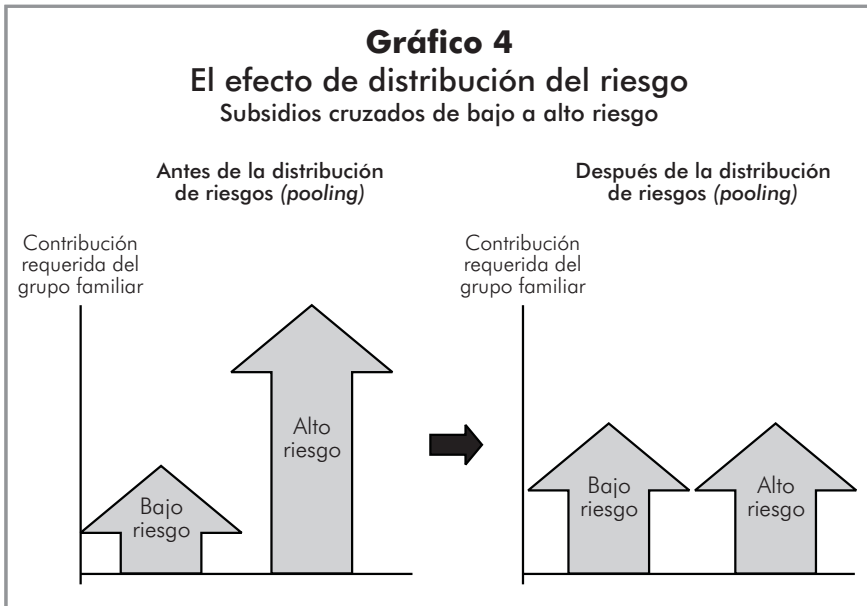 Gráfico 4
El efecto de distribución del riesgo
Subsidios cruzados de bajo a alto riesgo
Antes de la distribución
de riesgos (pooling)
Contribución
requerida del
grupo familiar
Bajo
riesgo
Alto
riesgo
Después de la distribución
de riesgos (pooling)
Contribución
requerida del
grupo familiar
Bajo
riesgo
Alto
riesgo